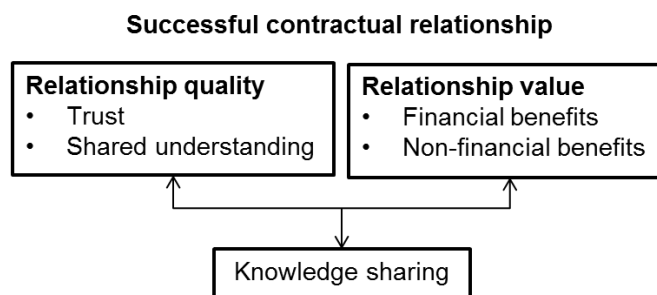 Successful contractual relationship
Relationship quality
• Trust
• Shared understanding
Relationship value
• Financial benefits
• Non-financial benefits
Knowledge sharing